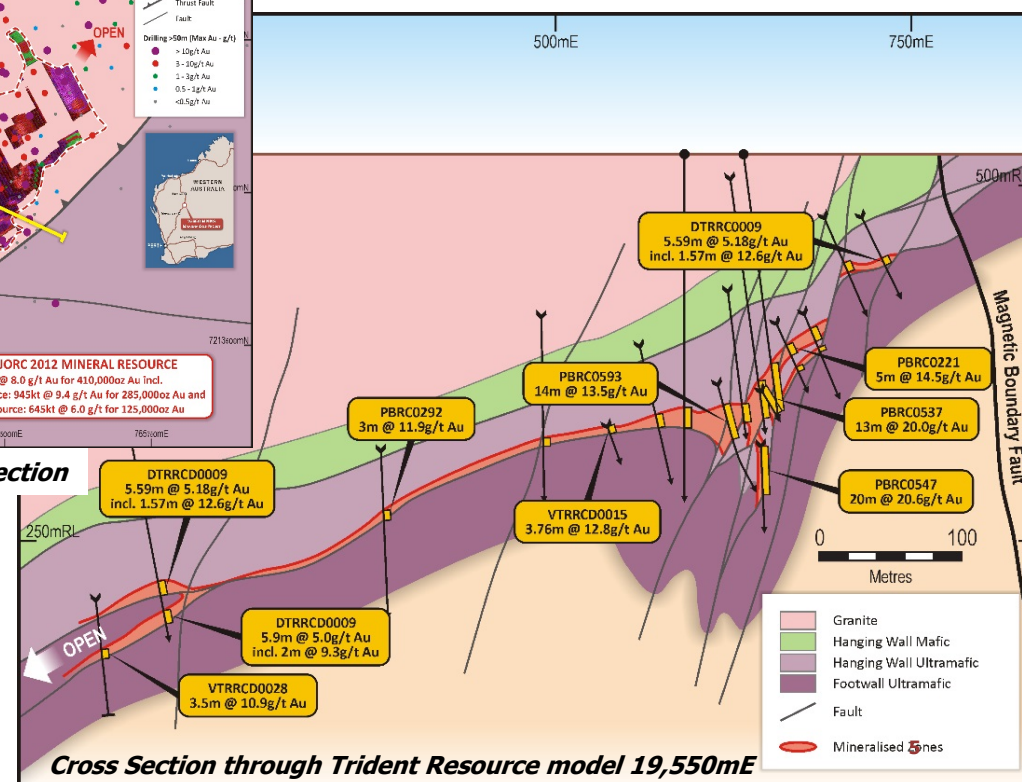 Thrust Fault
Fault
Drilling >50m (Max Au - g/t)
> 10g/t Au
3 - 10g/t Au
1 - 3g/t Au
0.5 - 1g/t Au
<0.5g/t Au
OPEN
WESTERN
AUSTRALIA
PERTH
mN
7213500mN
JORC 2012 MINERAL RESOURCE
@ 8.0 g/t Au for 410,000oz Au incl.
ce: 945kt @ 9.4 g/t Au for 285,000oz Au and
ource: 645kt @ 6.0 g/t for 125,000oz Au
ection
500mE
750mE
500mR
250mRL
DTRRC0009
5.59m @ 5.18g/t Au
incl. 1.57m @ 12.6g/t Au
PBRC0221
5m @ 14.5g/t Au
PBRC0593
14m @ 13.5g/t Au
PBRC0537
13m @ 20.0g/t Au
PBRC0292
3m @ 11.9g/t Au
PBRC0547
20m @ 20.6g/t Au
DTRRCD0009
5.59m @ 5.18g/t Au
incl. 1.57m @ 12.6g/t Au
VTRRCD0015
3.76m @ 12.8g/t Au
DTRRCD0009
5.9m @ 5.0g/t Au
incl. 2m @ 9.3g/t Au
VTRRCD0028
3.5m @ 10.9g/t Au
OPEN
Magnetic Boundary Fault
0 100
Metres
Granite
Hanging Wall Mafic
Hanging Wall Ultramafic
Footwall Ultramafic
Fault
Mineralised Zones
5
Cross Section through Trident Resource model 19,550mE